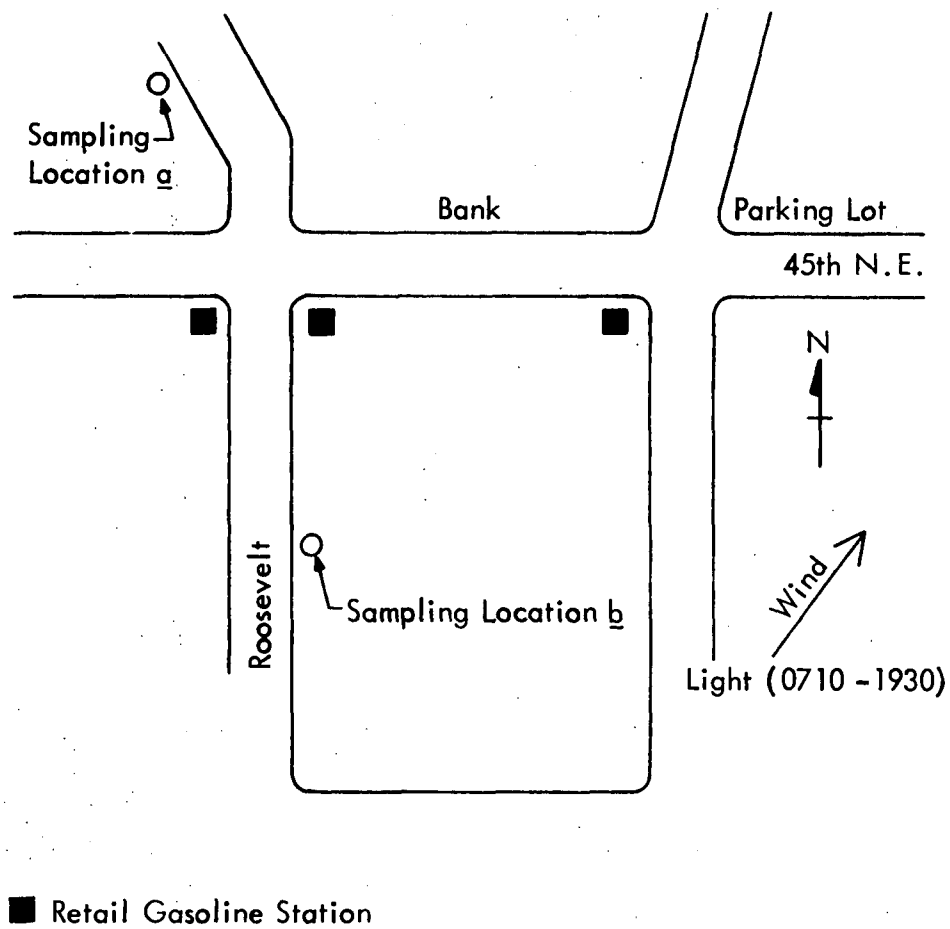 Sampling
Location a
Bank
Parking Lot
45th N.E.
N
Roosevelt
Sampling Location b
Wind
Light (0710 -1930)
Retail Gasoline Station